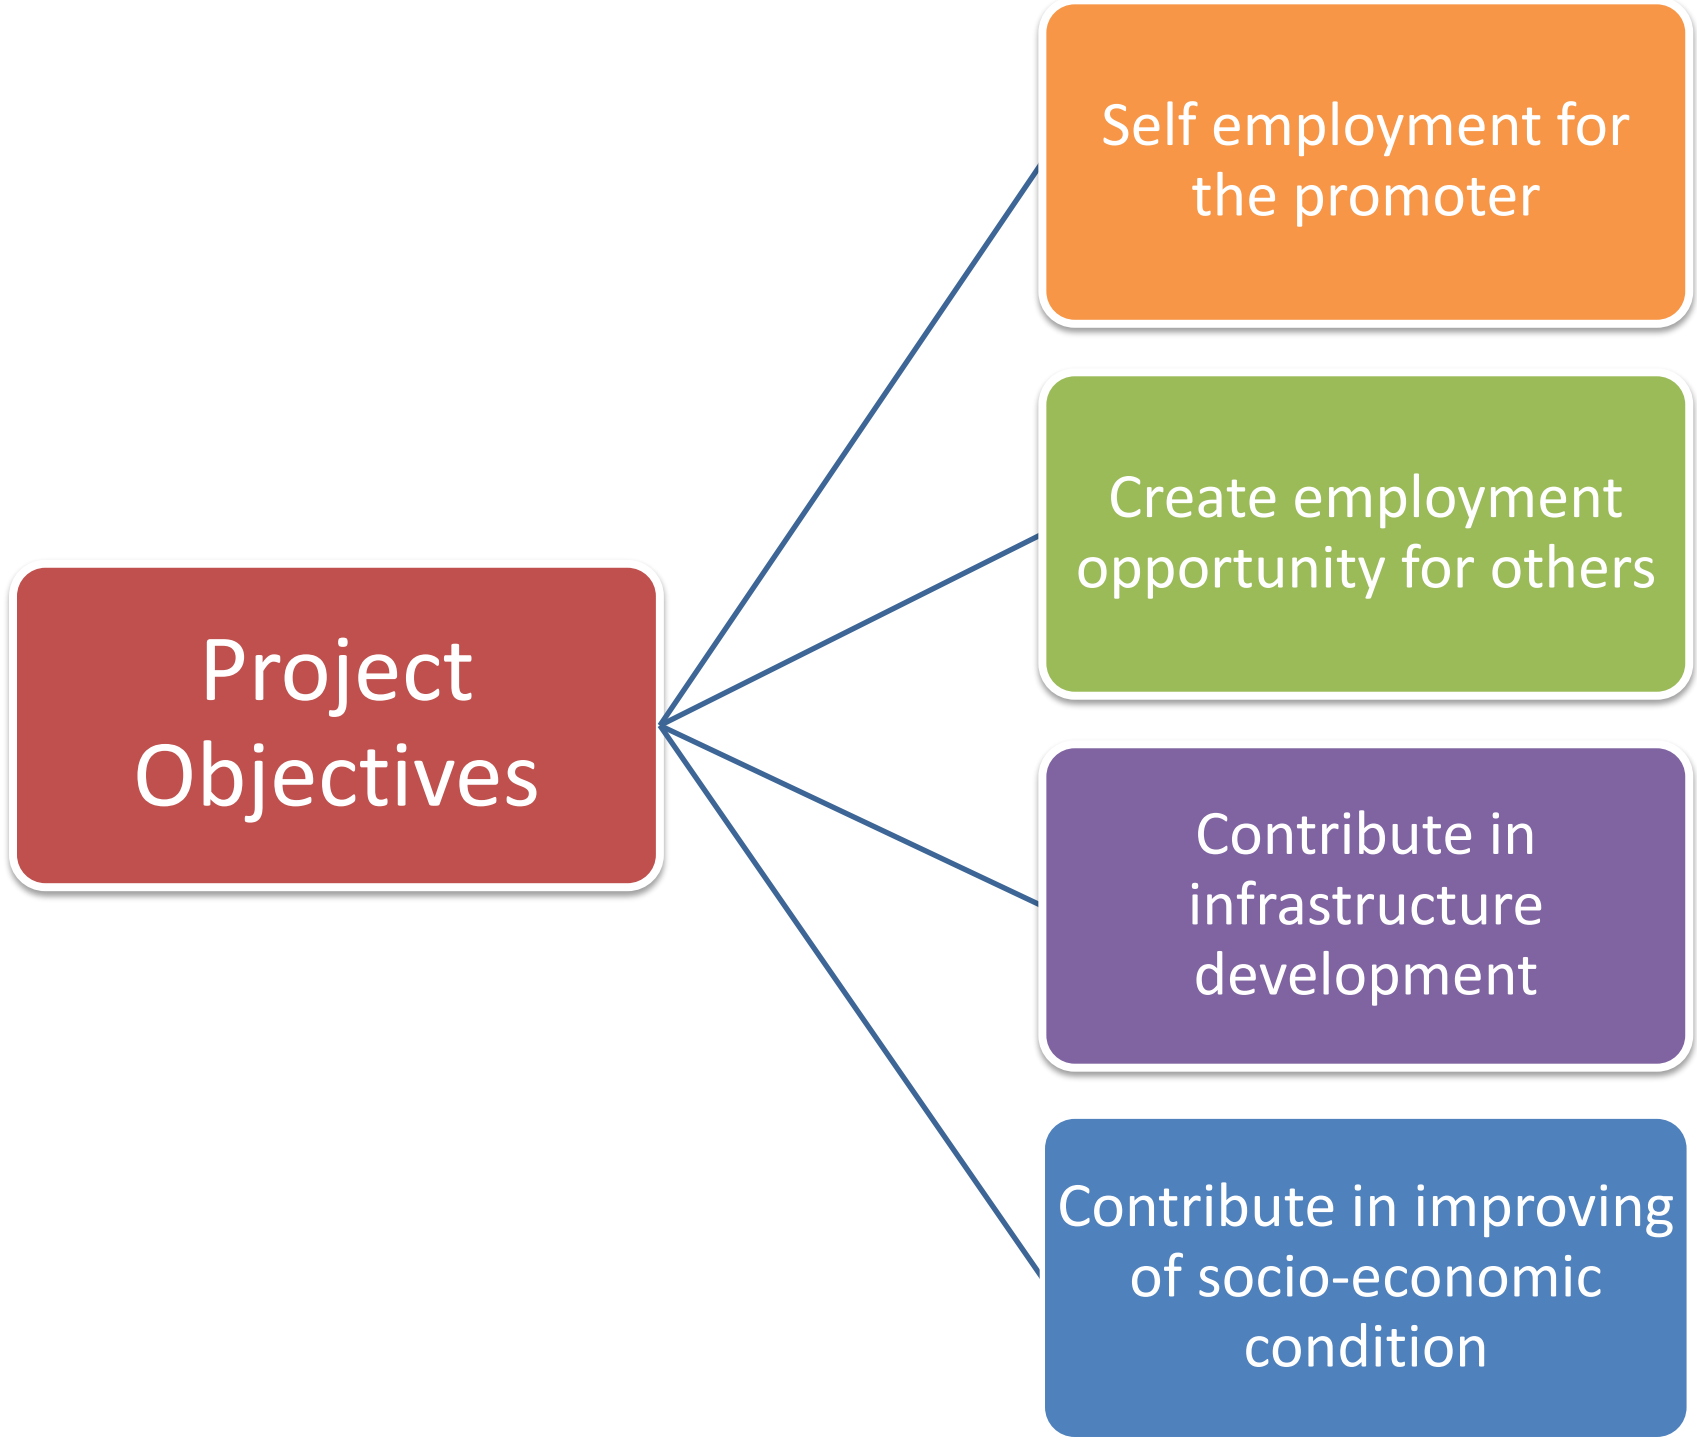 Project
Objectives
Self employment for
the promoter
Create employment
opportunity for others
Contribute in
infrastructure
development
Contribute in improving
of socio-economic
condition